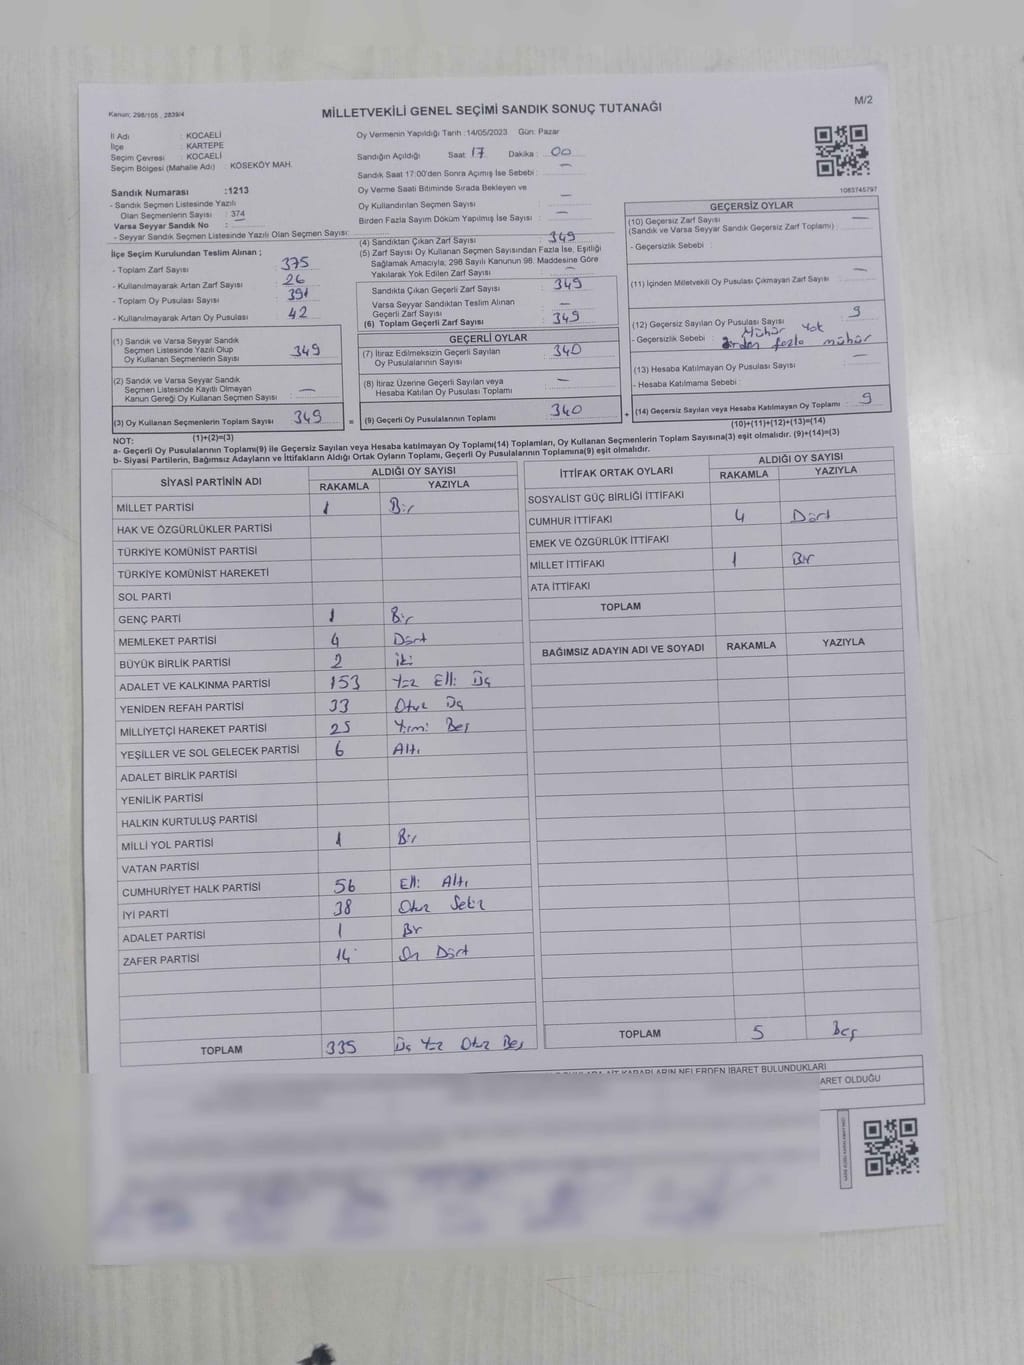 Kanun; 298/105 , 2839/4
MİLLETVEKİLİ GENEL SEÇİMİ SANDIK SONUÇ TUTANAĞI
M/2
İl Adı : KOCAELİ
İlçe : KARTEPE
Seçim Çevresi : KOCAELİ
Seçim Bölgesi (Mahalle Adı) : KÖSEKÖY MAH.
Sandık Numarası :1213
- Sandık Seçmen Listesinde Yazılı
Olan Seçmenlerin Sayısı : 374
Varsa Seyyar Sandık No :
- Seyyar Sandık Seçmen Listesinde Yazılı Olan Seçmen Sayısı:
Oy Vermenin Yapıldığı Tarih :14/05/2023 Gün: Pazar
Sandığın Açıldığı Saat 17 Dakika : 00
Sandık Saat 17:00'den Sonra Açımış İse Sebebi : —
Oy Verme Saati Bitiminde Sırada Bekleyen ve
Oy Kullandırılan Seçmen Sayısı : —
Birden Fazla Sayım Döküm Yapılmış İse Sayısı : —
1083745797
İlçe Seçim Kurulundan Teslim Alınan ;
- Toplam Zarf Sayısı : 375
- Kullanılmayarak Artan Zarf Sayısı : 26
- Toplam Oy Pusulası Sayısı : 391
- Kullanılmayarak Artan Oy Pusulası : 42
(1) Sandık ve Varsa Seyyar Sandık
Seçmen Listesinde Yazılı Olup
Oy Kullanan Seçmenlerin Sayısı : 349
(2) Sandık ve Varsa Seyyar Sandık
Seçmen Listesinde Kayıtlı Olmayan
Kanun Gereği Oy Kullanan Seçmen Sayısı : —
(3) Oy Kullanan Seçmenlerin Toplam Sayısı : 349
(1)+(2)=(3)
(4) Sandıktan Çıkan Zarf Sayısı : 349
(5) Zarf Sayısı Oy Kullanan Seçmen Sayısından Fazla İse, Eşitliği
Sağlamak Amacıyla; 298 Sayılı Kanunun 98. Maddesine Göre
Yakılarak Yok Edilen Zarf Sayısı : —
Sandıkta Çıkan Geçerli Zarf Sayısı : 349
Varsa Seyyar Sandıktan Teslim Alınan
Geçerli Zarf Sayısı : —
(6) Toplam Geçerli Zarf Sayısı : 349
GEÇERLİ OYLAR
(7) İtiraz Edilmeksizin Geçerli Sayılan
Oy Pusulalarının Sayısı : 340
(8) İtiraz Üzerine Geçerli Sayılan veya
Hesaba Katılan Oy Pusulası Toplamı : —
= (9) Geçerli Oy Pusulalarının Toplamı : 340
GEÇERSİZ OYLAR
(10) Geçersiz Zarf Sayısı : —
(Sandık ve Varsa Seyyar Sandık Geçersiz Zarf Toplamı) :
- Geçersizlik Sebebi :
(11) İçinden Milletvekili Oy Pusulası Çıkmayan Zarf Sayısı : —
(12) Geçersiz Sayılan Oy Pusulası Sayısı : 9
- Geçersizlik Sebebi : Mühür Yok
Birden fazla mühür
(13) Hesaba Katılmayan Oy Pusulası Sayısı : —
- Hesaba Katılmama Sebebi :
+ (14) Geçersiz Sayılan veya Hesaba Katılmayan Oy Toplamı : 9
(10)+(11)+(12)+(13)=(14)
NOT:
a- Geçerli Oy Pusulalarının Toplamı(9) ile Geçersiz Sayılan veya Hesaba katılmayan Oy Toplamı(14) Toplamları, Oy Kullanan Seçmenlerin Toplam Sayısına(3) eşit olmalıdır. (9)+(14)=(3)
b- Siyasi Partilerin, Bağımsız Adayların ve İttifakların Aldığı Ortak Oyların Toplamı, Geçerli Oy Pusulalarının Toplamına(9) eşit olmalıdır.
SİYASİ PARTİNİN ADI ALDIĞI OY SAYISI
RAKAMLA YAZIYLA
MİLLET PARTİSİ 1 Bir
HAK VE ÖZGÜRLÜKLER PARTİSİ
TÜRKİYE KOMÜNİST PARTİSİ
TÜRKİYE KOMÜNİST HAREKETİ
SOL PARTİ
GENÇ PARTİ 1 Bir
MEMLEKET PARTİSİ 4 Dört
BÜYÜK BİRLİK PARTİSİ 2 iki
ADALET VE KALKINMA PARTİSİ 153 Yüz Elli Üç
YENİDEN REFAH PARTİSİ 33 Otuz Üç
MİLLİYETÇİ HAREKET PARTİSİ 25 Yirmi Beş
YEŞİLLER VE SOL GELECEK PARTİSİ 6 Altı
ADALET BİRLİK PARTİSİ
YENİLİK PARTİSİ
HALKIN KURTULUŞ PARTİSİ
MİLLİ YOL PARTİSİ 1 Bir
VATAN PARTİSİ
CUMHURİYET HALK PARTİSİ 56 Elli Altı
İYİ PARTİ 38 Otuz Sekiz
ADALET PARTİSİ 1 Bir
ZAFER PARTİSİ 14 On Dört
TOPLAM 335 Üç Yüz Otuz Beş
İTTİFAK ORTAK OYLARI ALDIĞI OY SAYISI
RAKAMLA YAZIYLA
SOSYALİST GÜÇ BİRLİĞİ İTTİFAKI
CUMHUR İTTİFAKI 4 Dört
EMEK VE ÖZGÜRLÜK İTTİFAKI
MİLLET İTTİFAKI 1 Bir
ATA İTTİFAKI
TOPLAM
BAĞIMSIZ ADAYIN ADI VE SOYADI RAKAMLA YAZIYLA
TOPLAM 5 Beş
KARARLARIN NELERDEN İBARET BULUNDUKLARI
ARET OLDUĞU